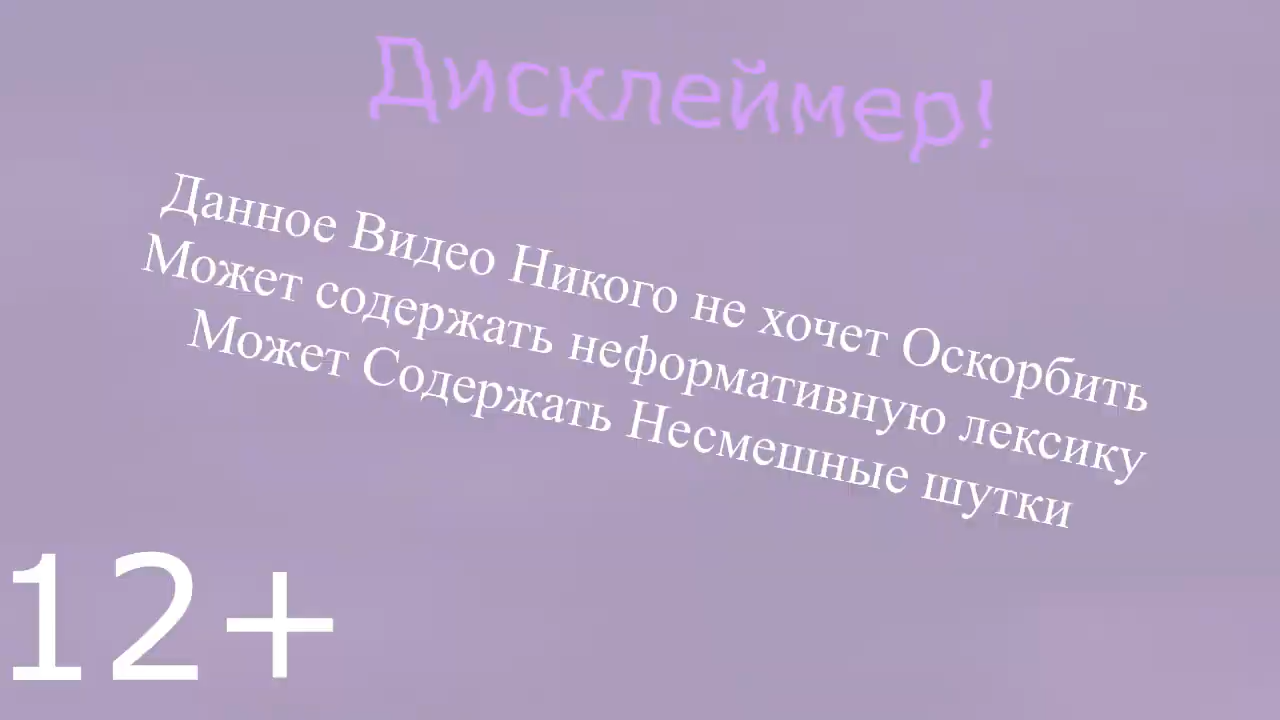 Дисклеймер!
Данное Видео Никого не хочет Оскорбить
Может содержать неформативную лексику
Может Содержать Несмешные шутки
12+